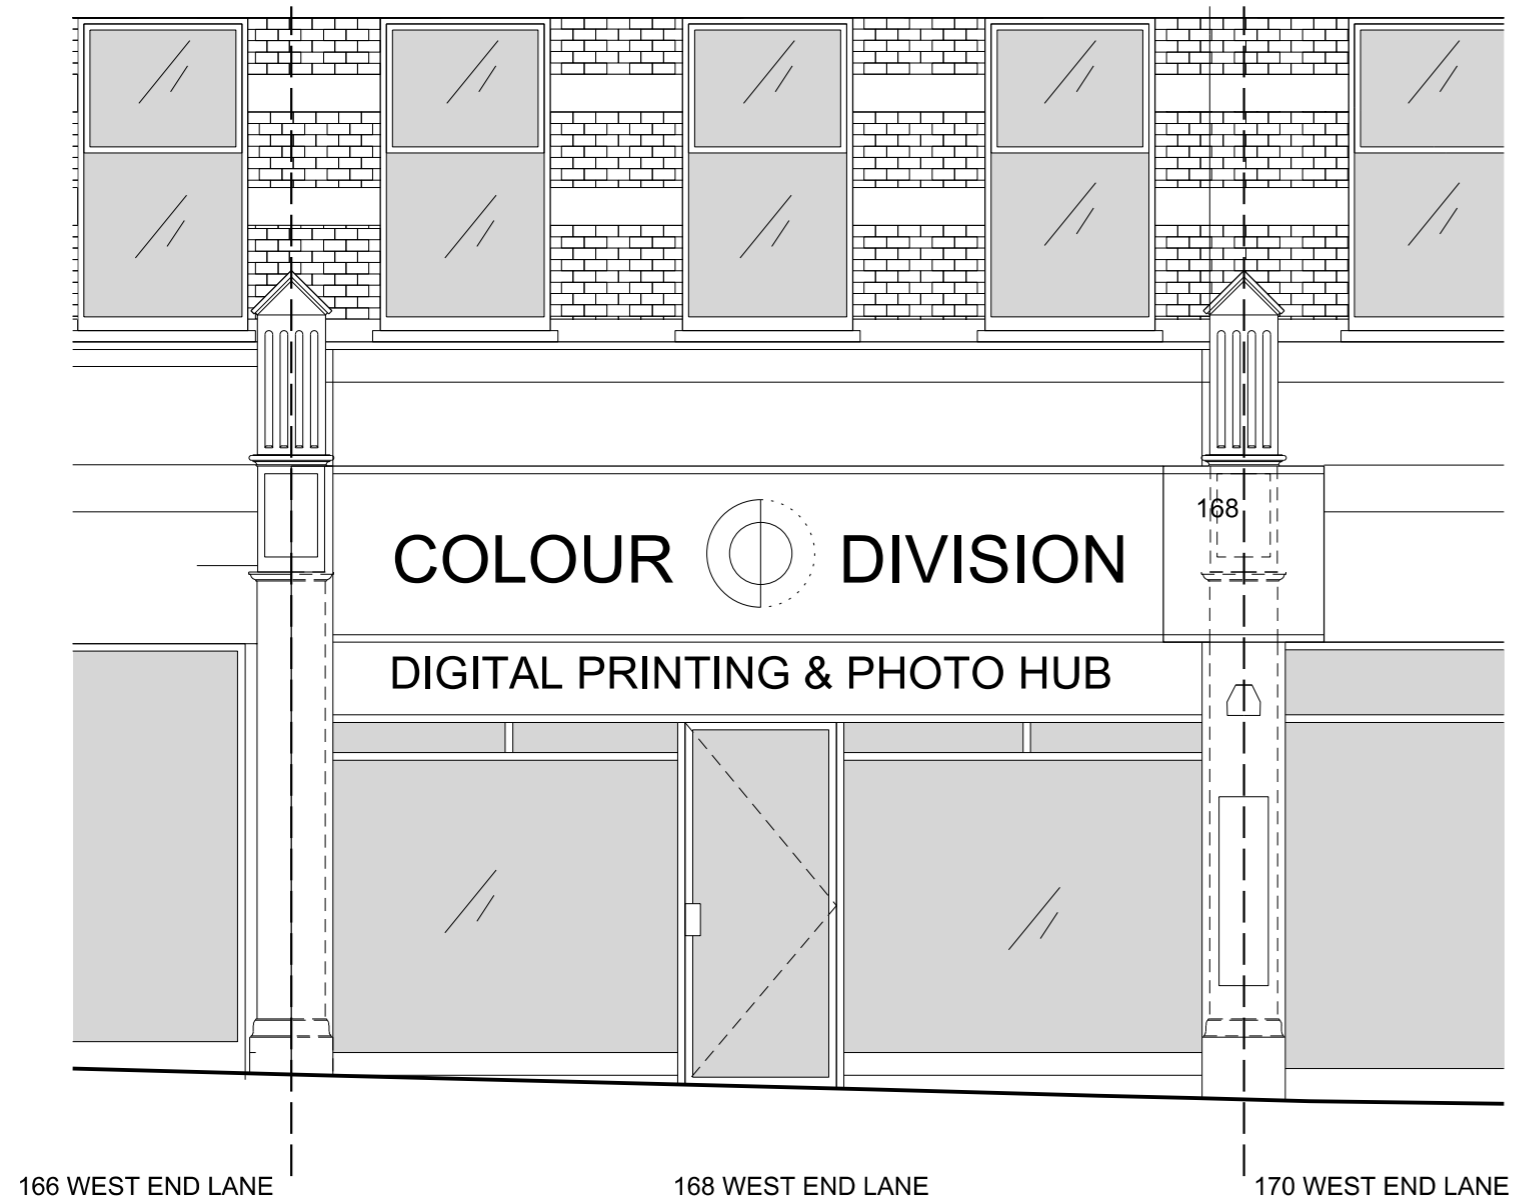 168
COLOUR DIVISION
DIGITAL PRINTING & PHOTO HUB
166 WEST END LANE
168 WEST END LANE
170 WEST END LANE